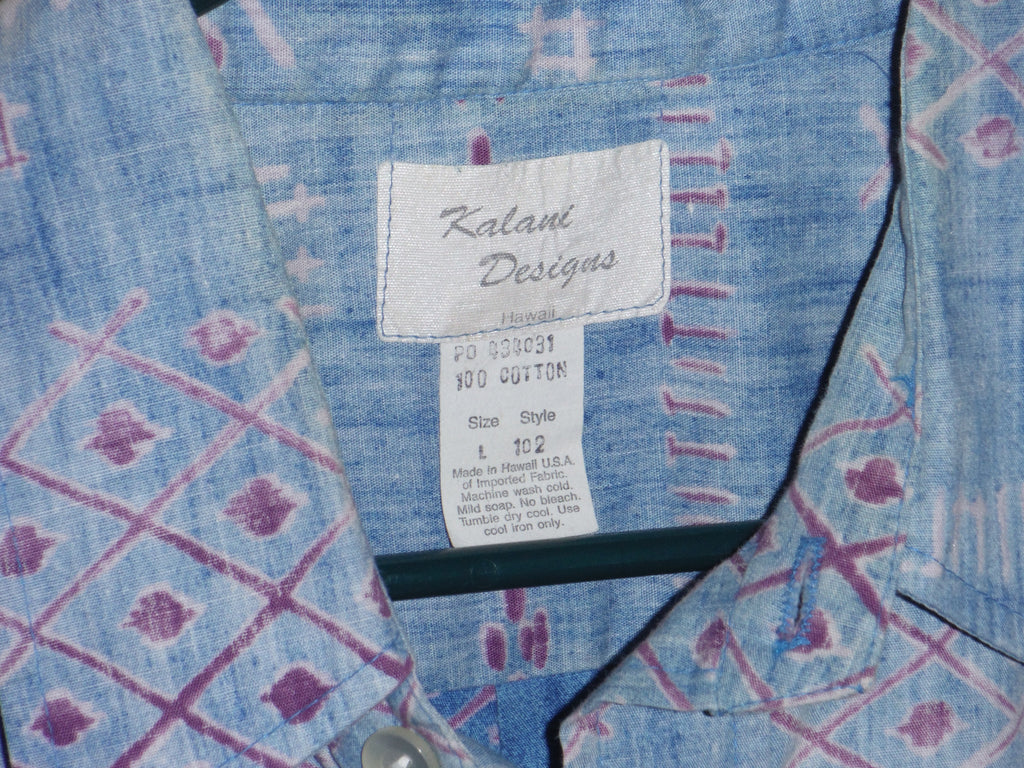 Kalani
Designs
Hawaii
PO 434031
100 COTTON
Size Style
L 102
Made in Hawaii U.S.A.
of Imported Fabric.
Machine wash cold.
Mild soap. No bleach.
Tumble dry cool. Use
cool iron only.